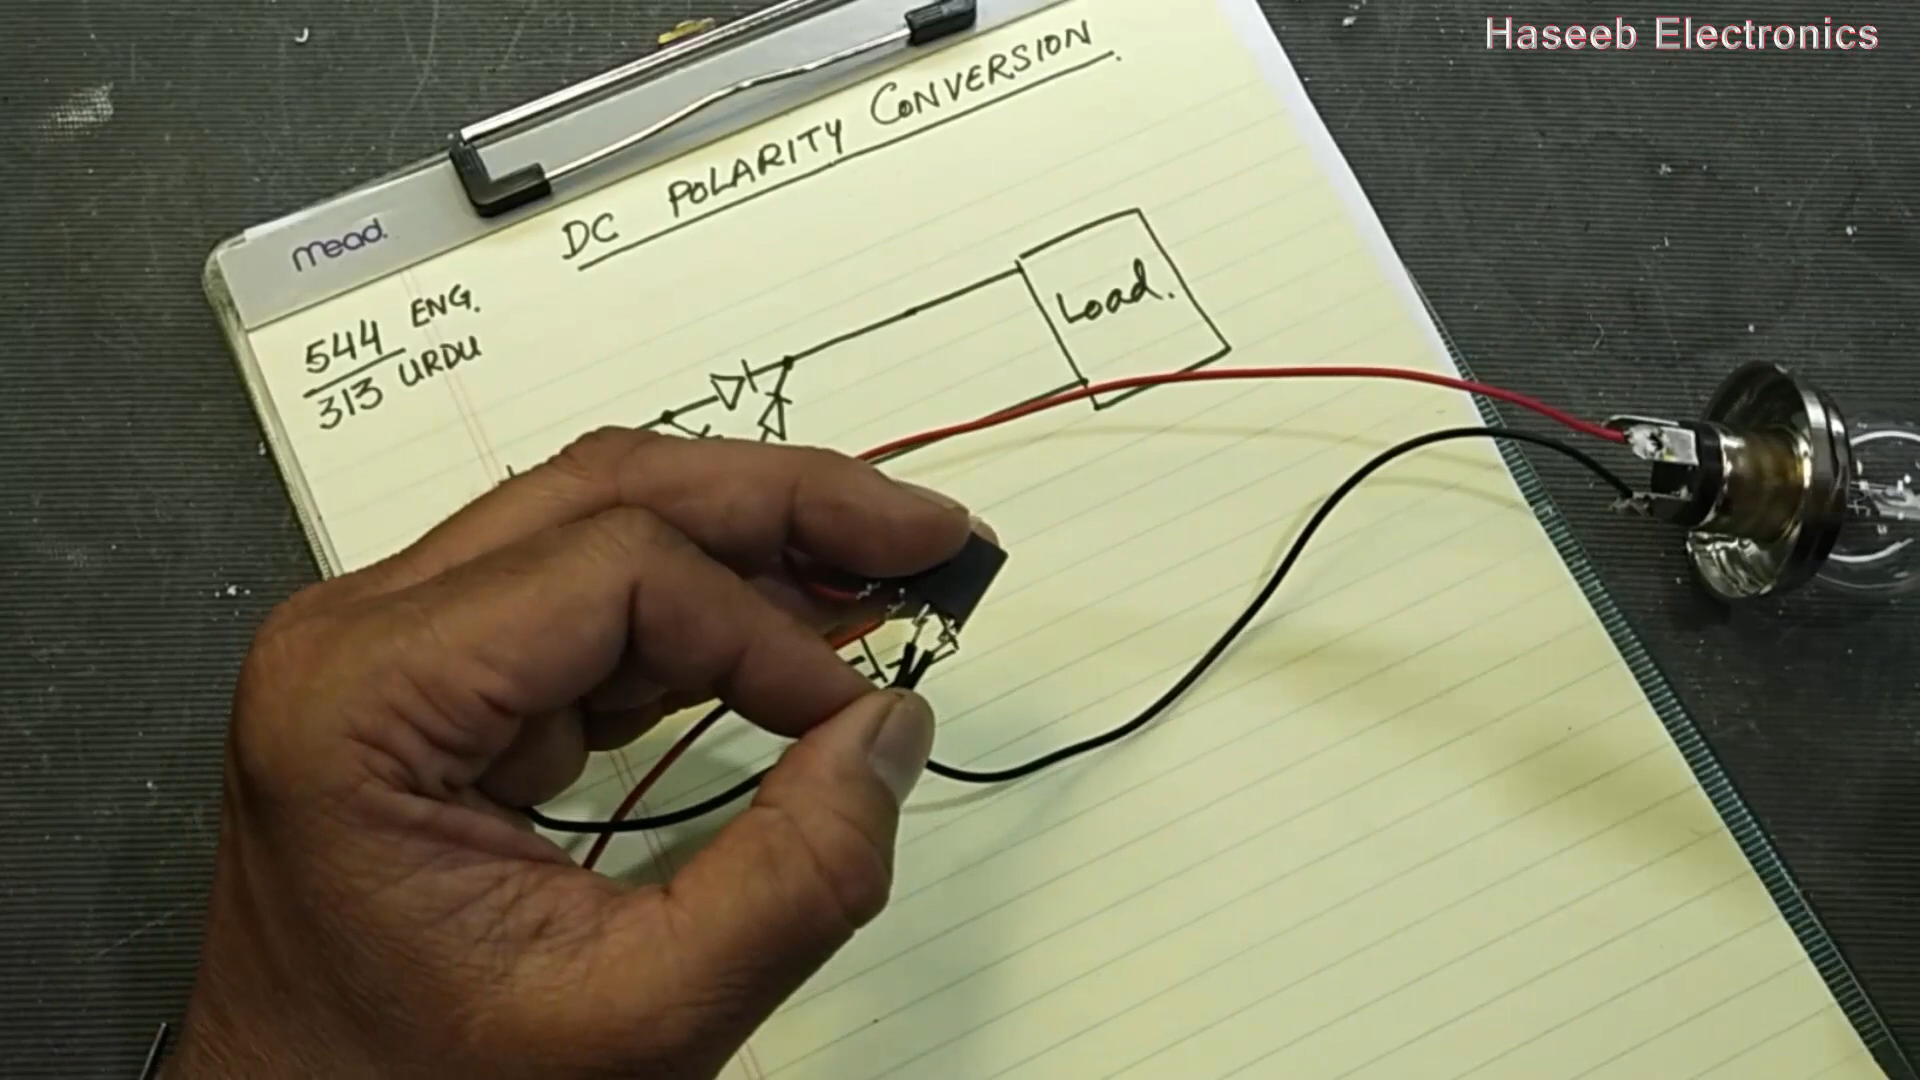 Haseeb Electronics
mead.
DC POLARITY CONVERSION.
544 ENG.
313 URDU
Load.